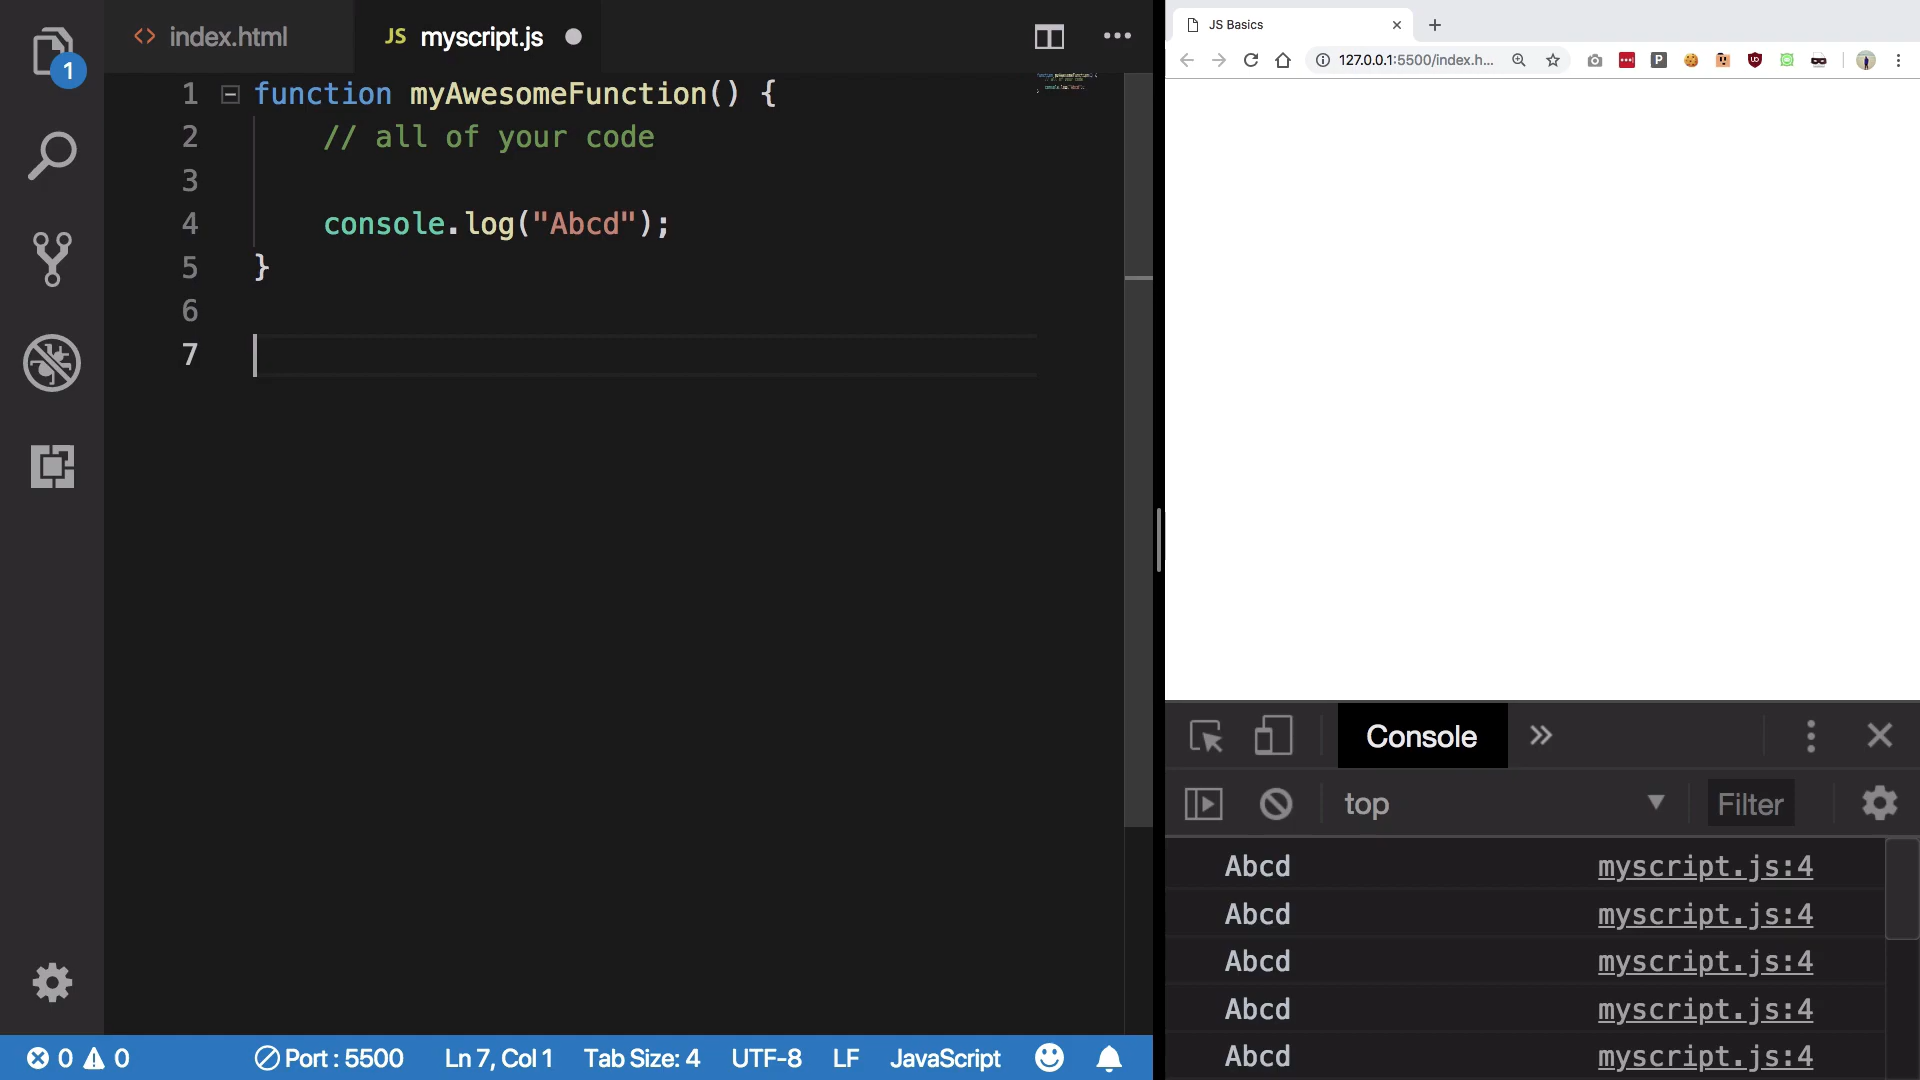 1
index.html
JS myscript.js
1 function myAwesomeFunction() {
2 // all of your code
3
4 console.log("Abcd");
5 }
6
7
0 0
Port : 5500
Ln 7, Col 1
Tab Size: 4
UTF-8
LF
JavaScript
JS Basics
127.0.0.1:5500/index.h...
Console
top
Filter
Abcd myscript.js:4
Abcd myscript.js:4
Abcd myscript.js:4
Abcd myscript.js:4
Abcd myscript.js:4